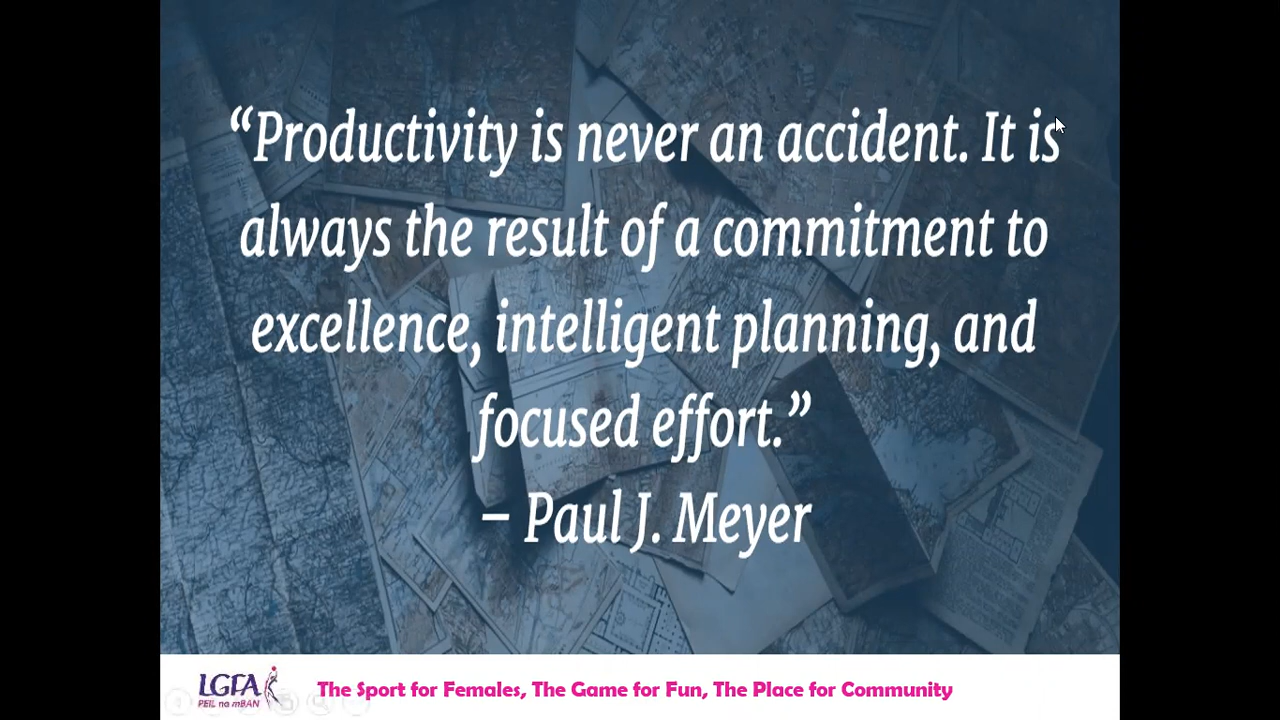 “Productivity is never an accident. It is
always the result of a commitment to
excellence, intelligent planning, and
focused effort.”
– Paul J. Meyer
LGFA
PEIL na mBAN
The Sport for Females, The Game for Fun, The Place for Community